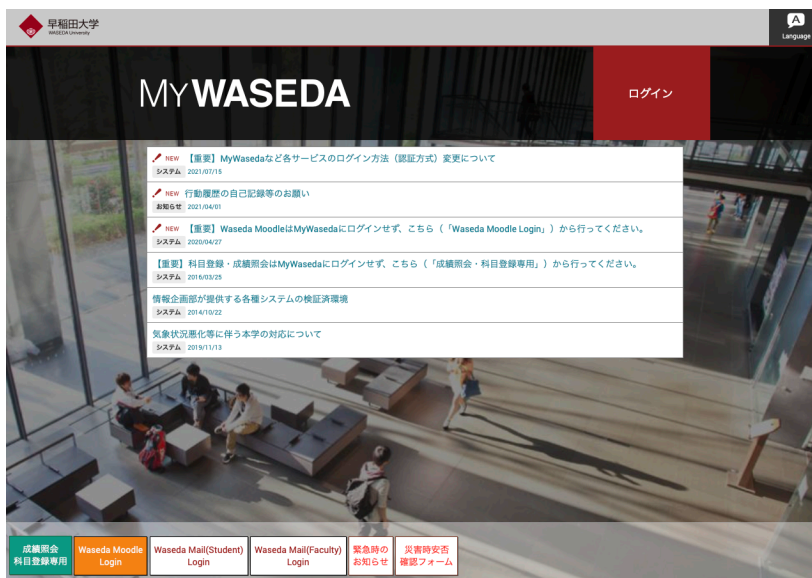 早稲田大学
WASEDA University
A
Language
MYWASEDA
ログイン
NEW 【重要】MyWasedaなど各サービスのログイン方法（認証方式）変更について
システム 2021/07/15
NEW 行動履歴の自己記録等のお願い
お知らせ 2021/04/01
NEW 【重要】Waseda MoodleはMyWasedaにログインせず、こちら（「Waseda Moodle Login」）から行ってください。
システム 2020/04/27
【重要】科目登録・成績照会はMyWasedaにログインせず、こちら（「成績照会・科目登録専用」）から行ってください。
システム 2016/03/25
情報企画部が提供する各種システムの検証済環境
システム 2014/10/22
気象状況悪化等に伴う本学の対応について
システム 2019/11/13
成績照会
科目登録専用
Waseda Moodle
Login
Waseda Mail(Student)
Login
Waseda Mail(Faculty)
Login
緊急時の
お知らせ
災害時安否
確認フォーム